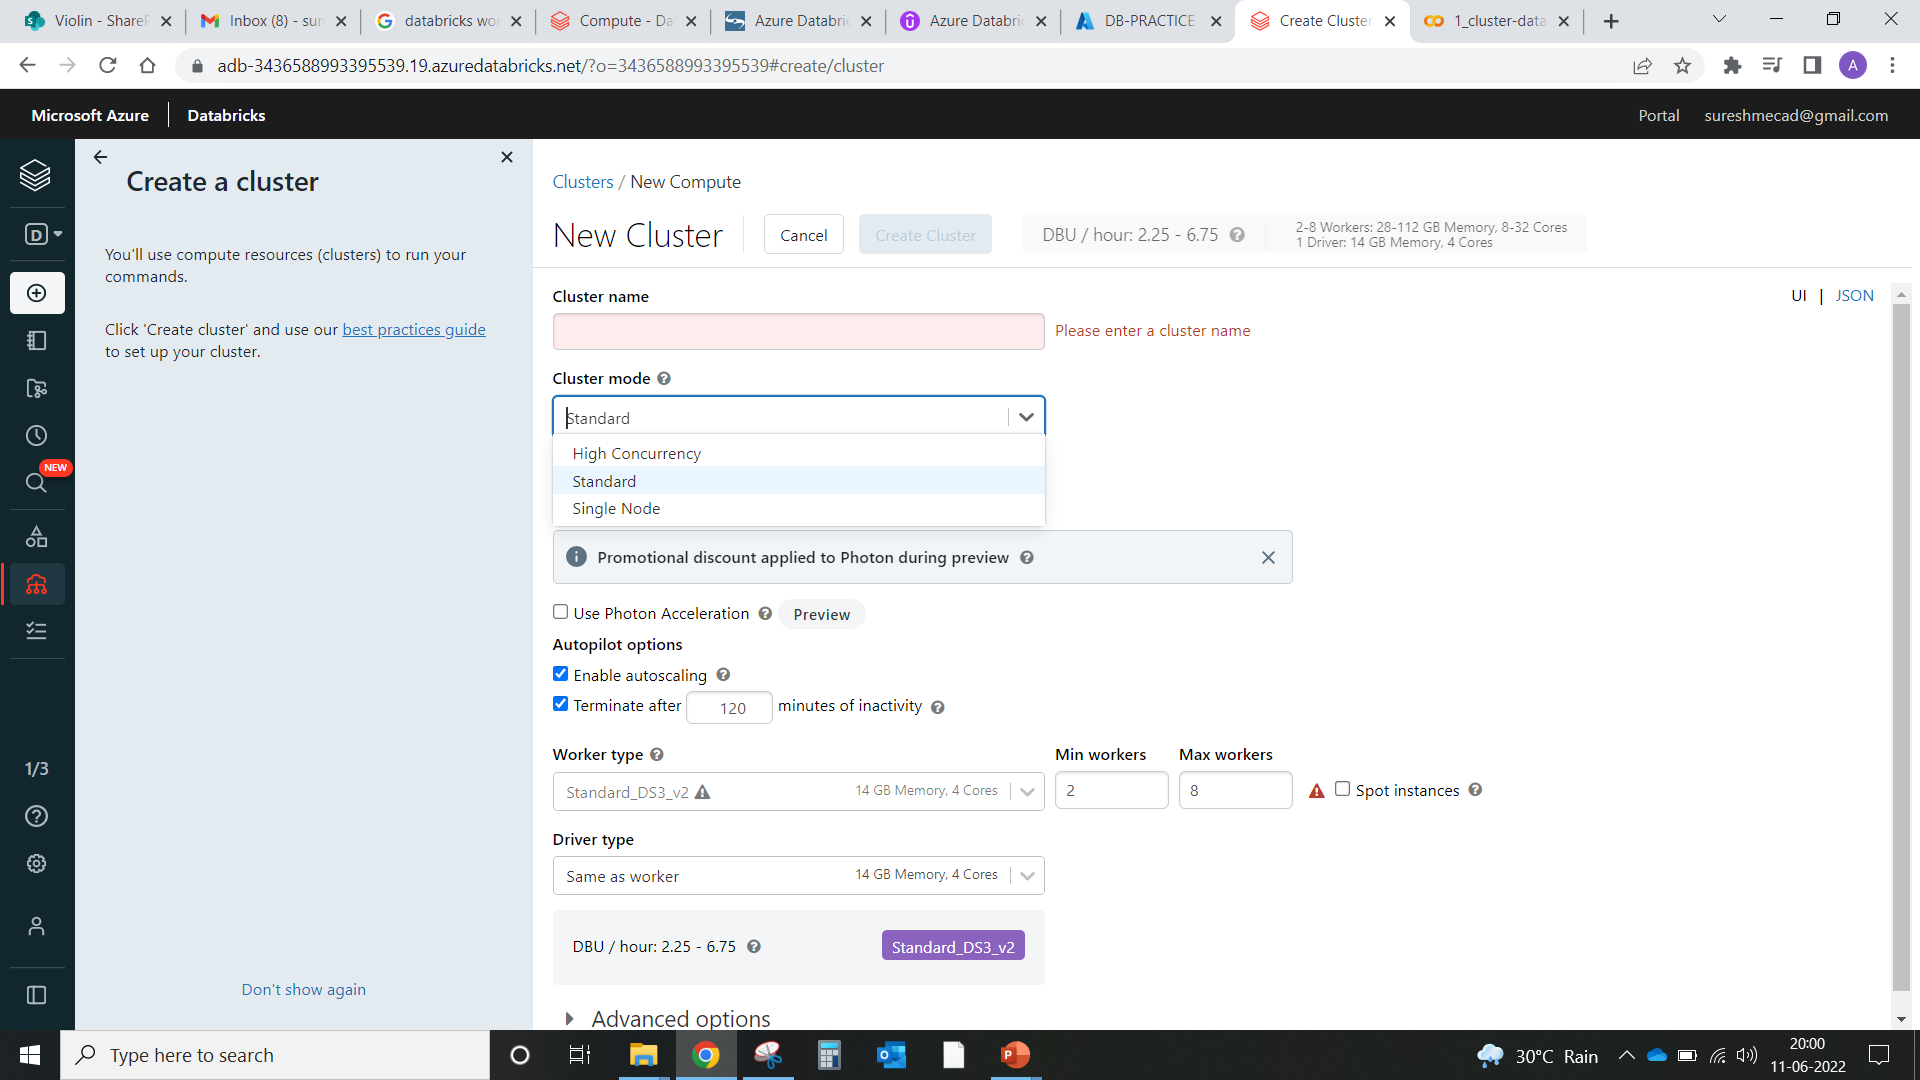 Violin - ShareP
Inbox (8) - sur
databricks wo
Compute - Da
Azure Databric
Azure Databric
DB-PRACTICE
Create Cluster
1_cluster-data
adb-3436588993395539.19.azuredatabricks.net/?o=3436588993395539#create/cluster
A
Microsoft Azure Databricks
Portal sureshmecad@gmail.com
D
NEW
1/3
Create a cluster
You'll use compute resources (clusters) to run your
commands.
Click 'Create cluster' and use our best practices guide
to set up your cluster.
Don't show again
Clusters / New Compute
New Cluster
Cancel
Create Cluster
DBU / hour: 2.25 - 6.75
2-8 Workers: 28-112 GB Memory, 8-32 Cores
1 Driver: 14 GB Memory, 4 Cores
UI | JSON
Cluster name
Please enter a cluster name
Cluster mode
Standard
High Concurrency
Standard
Single Node
Promotional discount applied to Photon during preview
Use Photon Acceleration Preview
Autopilot options
Enable autoscaling
Terminate after 120 minutes of inactivity
Worker type Min workers Max workers
Standard_DS3_v2 14 GB Memory, 4 Cores 2 8 Spot instances
Driver type
Same as worker 14 GB Memory, 4 Cores
DBU / hour: 2.25 - 6.75 Standard_DS3_v2
Advanced options
Type here to search
30°C Rain
20:00
11-06-2022